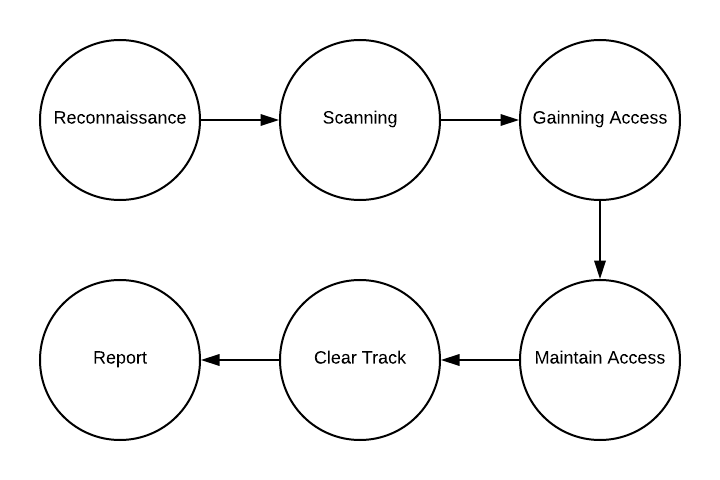 Reconnaissance
Scanning
Gainning Access
Maintain Access
Clear Track
Report